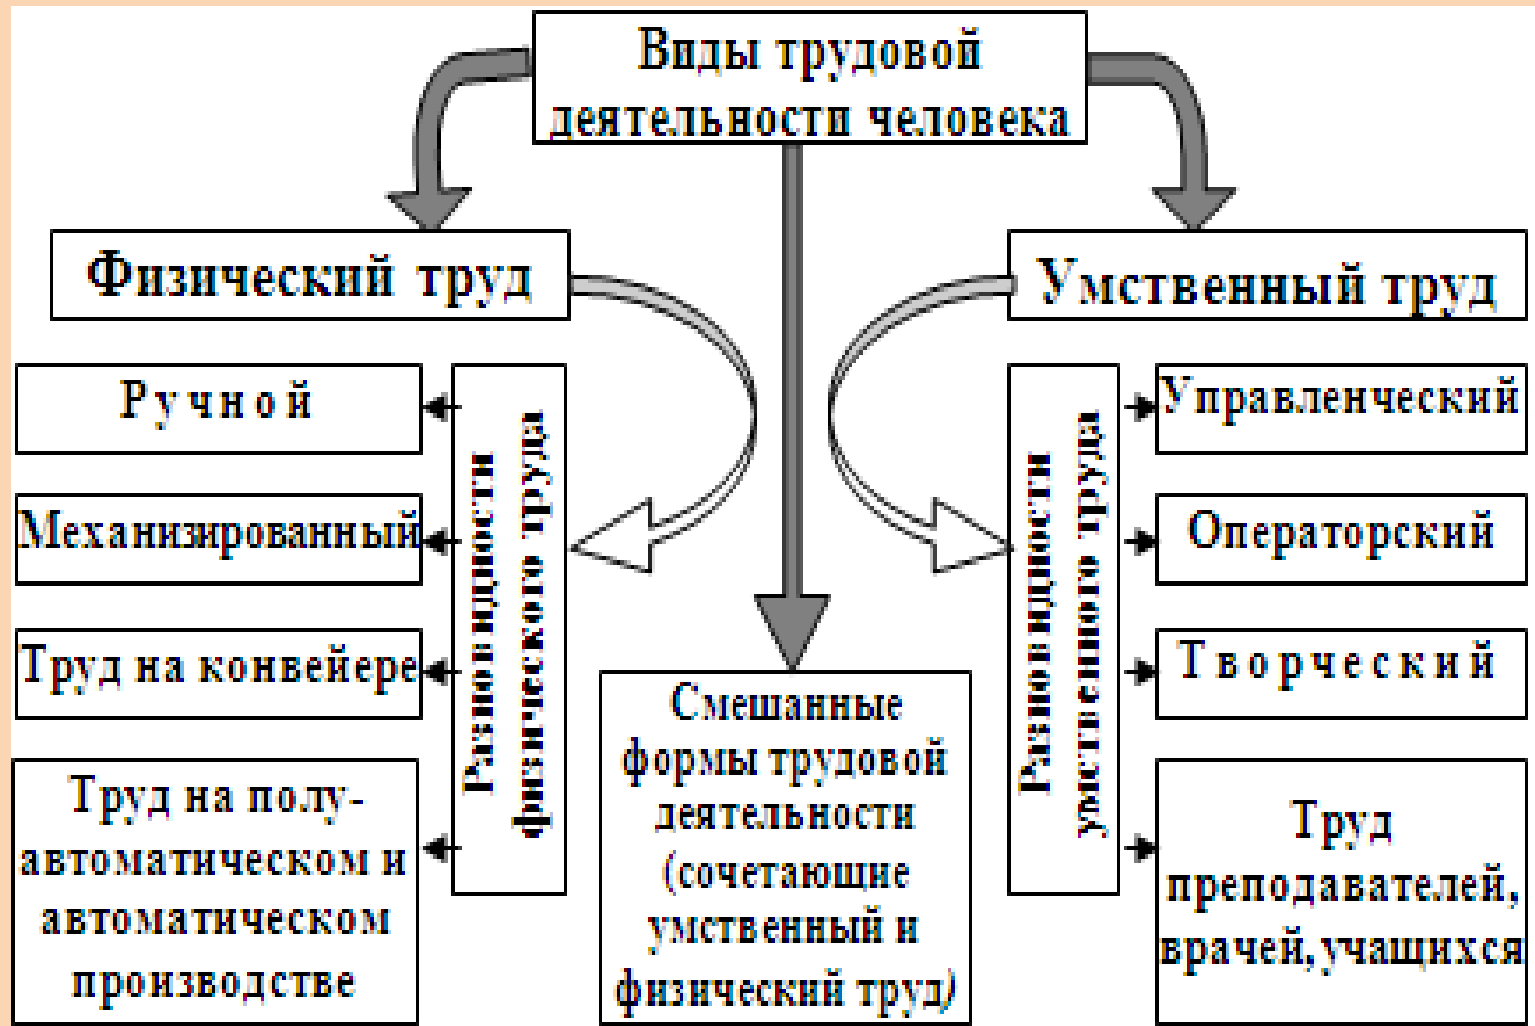 Виды трудовой
деятельности человека
Физический труд
Умственный труд
Ручной
Механизированный
Труд на конвейере
Труд на полу-
автоматическом и
автоматическом
производстве
Разновидности
физического труда
Смешанные
формы трудовой
деятельности
(сочетающие
умственный и
физический труд)
Разновидности
умственного труда
Управленческий
Операторский
Творческий
Труд
преподавателей,
врачей, учащихся